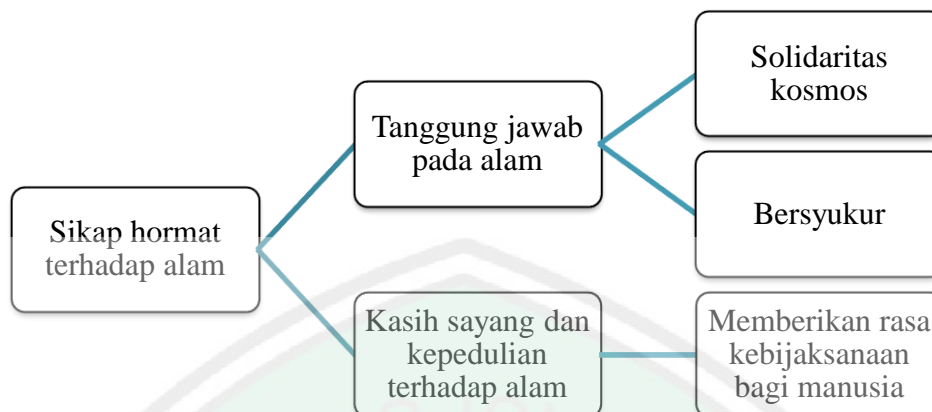 Sikap hormat
terhadap alam
Tanggung jawab
pada alam
Solidaritas
kosmos
Bersyukur
Kasih sayang dan
kepedulian
terhadap alam
Memberikan rasa
kebijaksanaan
bagi manusia